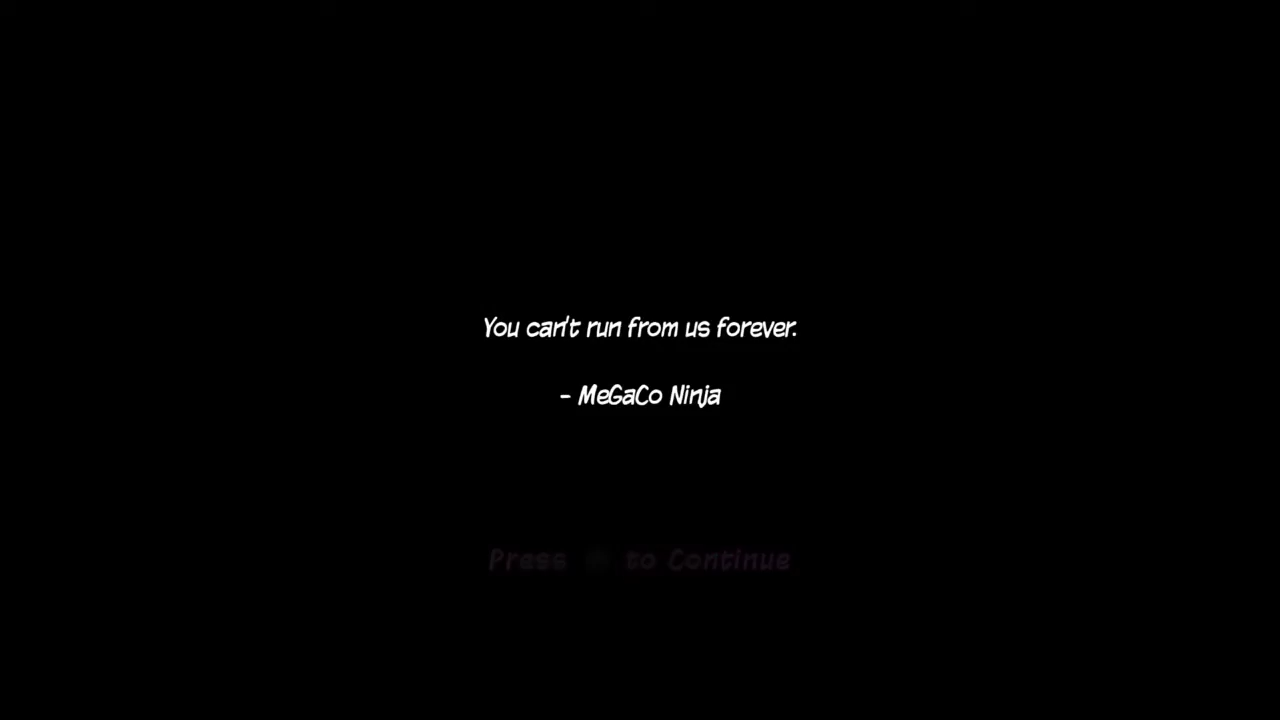 You can't run from us forever.
- MeGaCo Ninja
Press to Continue